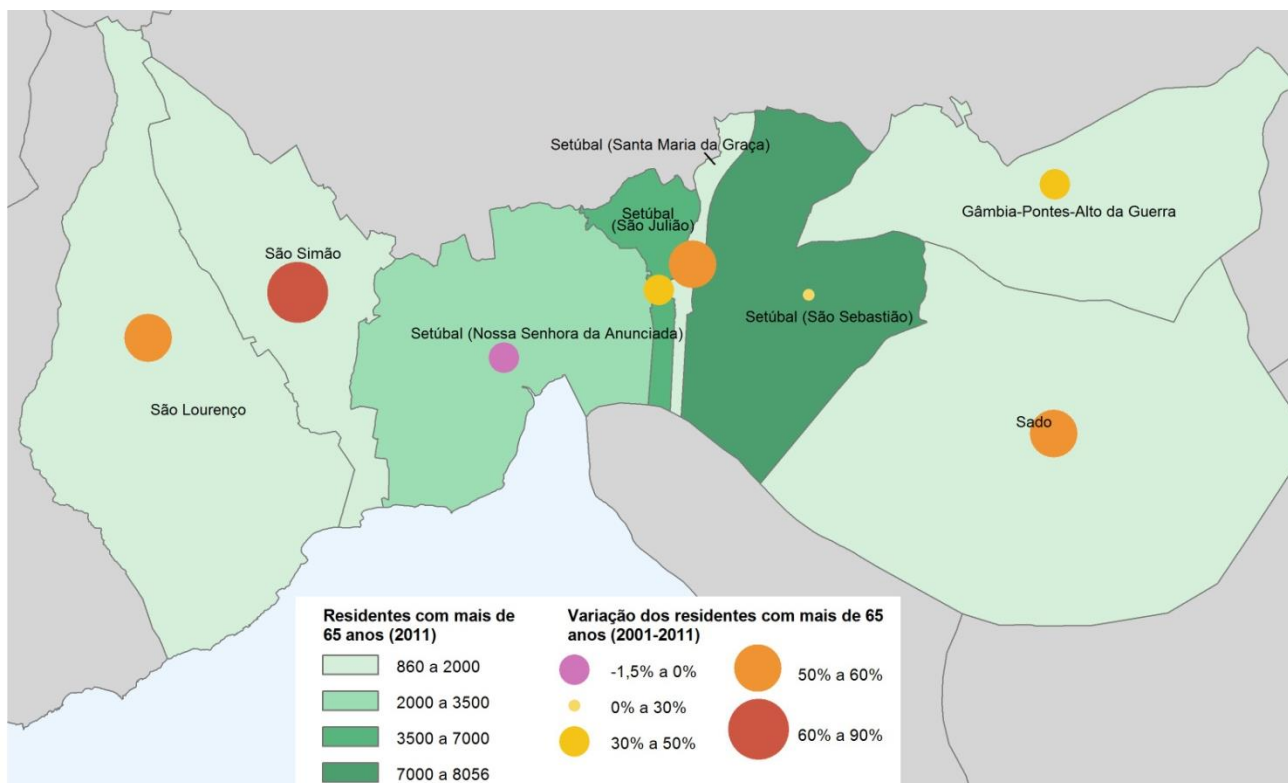 Setúbal (Santa Maria da Graça)
Setúbal
(São Julião)
Gâmbia-Pontes-Alto da Guerra
São Simão
Setúbal (São Sebastião)
Setúbal (Nossa Senhora da Anunciada)
São Lourenço
Sado
Residentes com mais de
65 anos (2011)
860 a 2000
2000 a 3500
3500 a 7000
7000 a 8056
Variação dos residentes com mais de 65
anos (2001-2011)
-1,5% a 0%
0% a 30%
30% a 50%
50% a 60%
60% a 90%